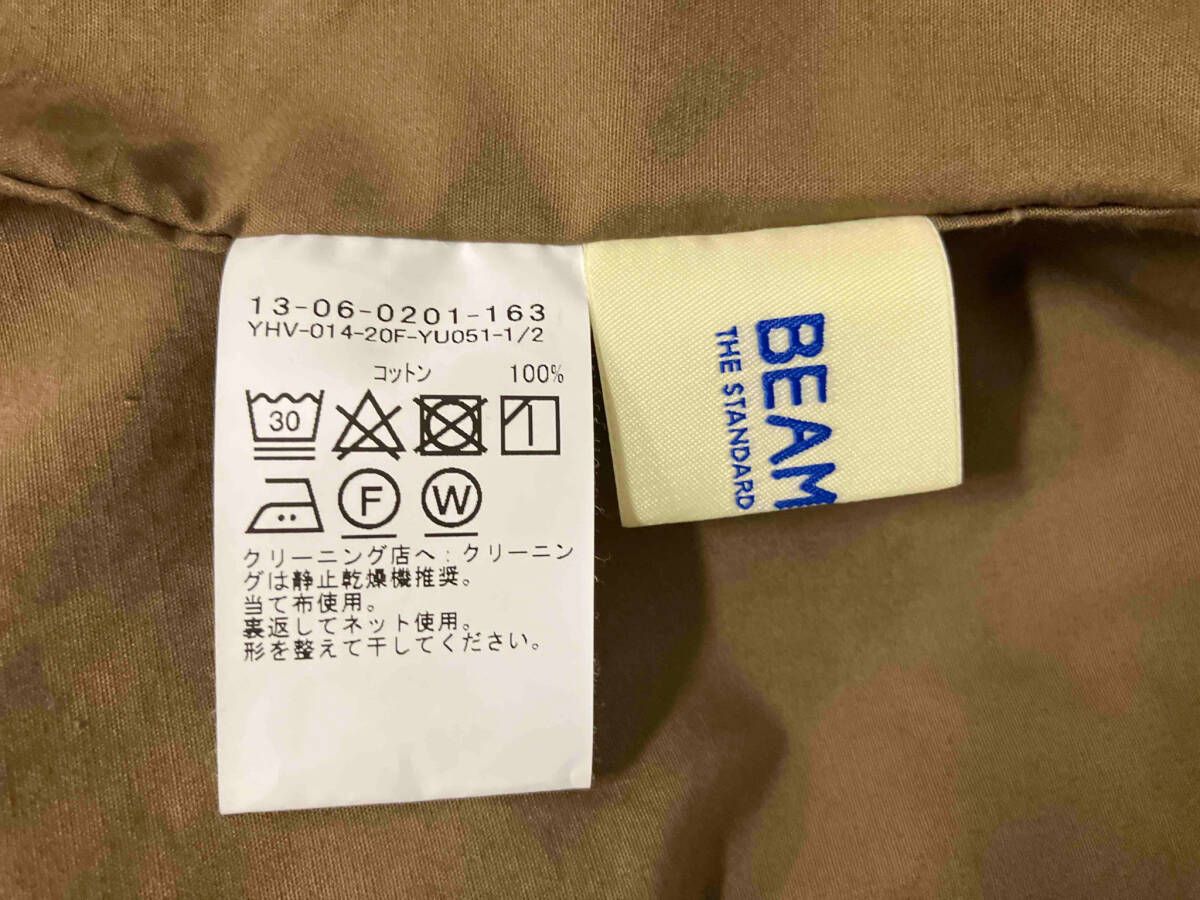 13-06-0201-163
YHV-014-20F-YU051-1/2
コットン 100%
30
F W
クリーニング店へ：クリーニン
グは静止乾燥機推奨。
当て布使用。
裏返してネット使用。
形を整えて干してください。
BEAM
THE STANDARD